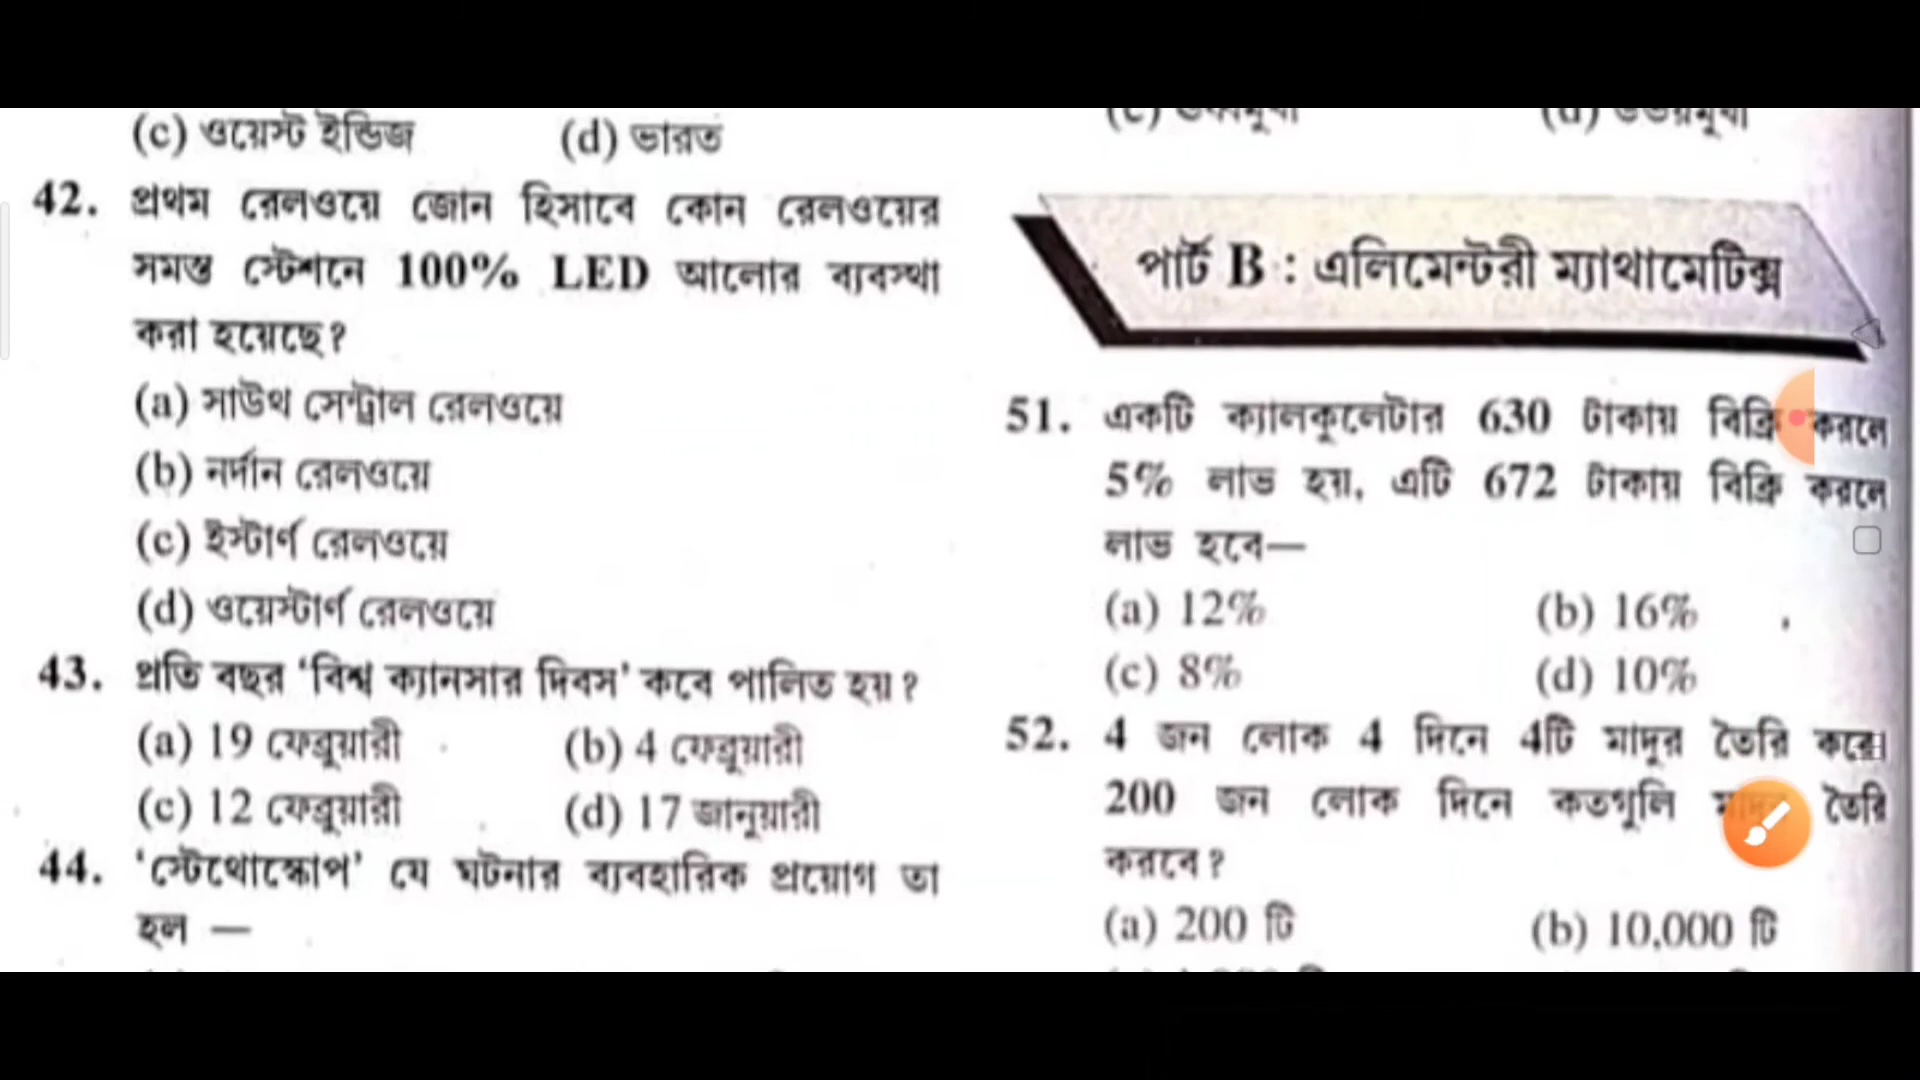 (c) ওয়েস্ট ইন্ডিজ (d) ভারত
42. প্রথম রেলওয়ে জোন হিসাবে কোন রেলওয়ের
সমস্ত স্টেশনে 100% LED আলোর ব্যবস্থা
করা হয়েছে?
(a) সাউথ সেন্ট্রাল রেলওয়ে
(b) নর্দান রেলওয়ে
(c) ইস্টার্ণ রেলওয়ে
(d) ওয়েস্টার্ণ রেলওয়ে
43. প্রতি বছর ‘বিশ্ব ক্যানসার দিবস’ কবে পালিত হয়?
(a) 19 ফেব্রুয়ারী (b) 4 ফেব্রুয়ারী
(c) 12 ফেব্রুয়ারী (d) 17 জানুয়ারী
44. ‘স্টেথোস্কোপ’ যে ঘটনার ব্যবহারিক প্রয়োগ তা
হল —
পার্ট B : এলিমেন্টরী ম্যাথামেটিক্স
51. একটি ক্যালকুলেটার 630 টাকায় বিক্রি করলে
5% লাভ হয়, এটি 672 টাকায় বিক্রি করলে
লাভ হবে—
(a) 12% (b) 16%
(c) 8% (d) 10%
52. 4 জন লোক 4 দিনে 4টি মাদুর তৈরি করে
200 জন লোক দিনে কতগুলি মাদুর তৈরি
করবে?
(a) 200 টি (b) 10,000 টি